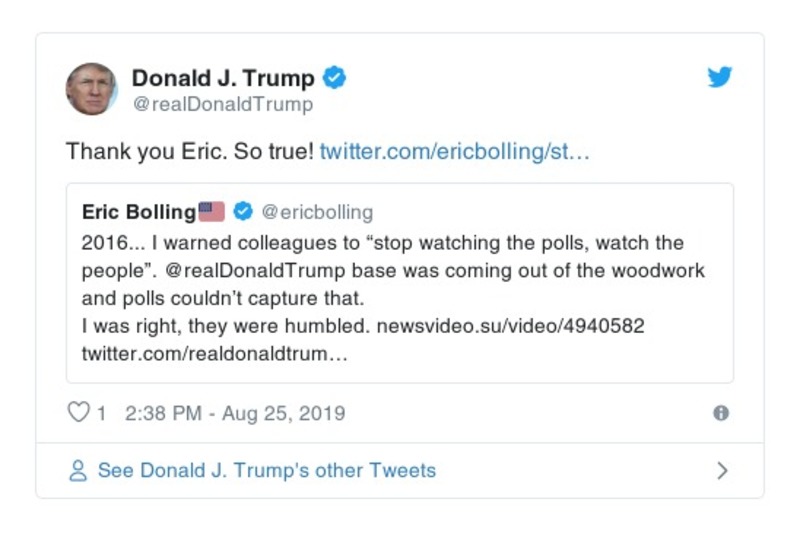 Donald J. Trump
@realDonaldTrump
Thank you Eric. So true! twitter.com/ericbolling/st…
Eric Bolling🇺🇸 @ericbolling
2016... I warned colleagues to “stop watching the polls, watch the
people”. @realDonaldTrump base was coming out of the woodwork
and polls couldn’t capture that.
I was right, they were humbled. newsvideo.su/video/4940582
twitter.com/realdonaldtrum…
1 2:38 PM - Aug 25, 2019
See Donald J. Trump's other Tweets